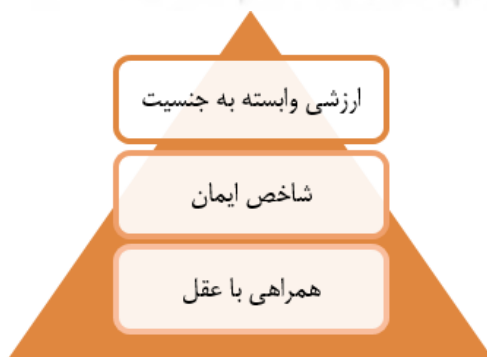 ارزشی وابسته به جنسیت
شاخص ایمان
همراهی با عقل